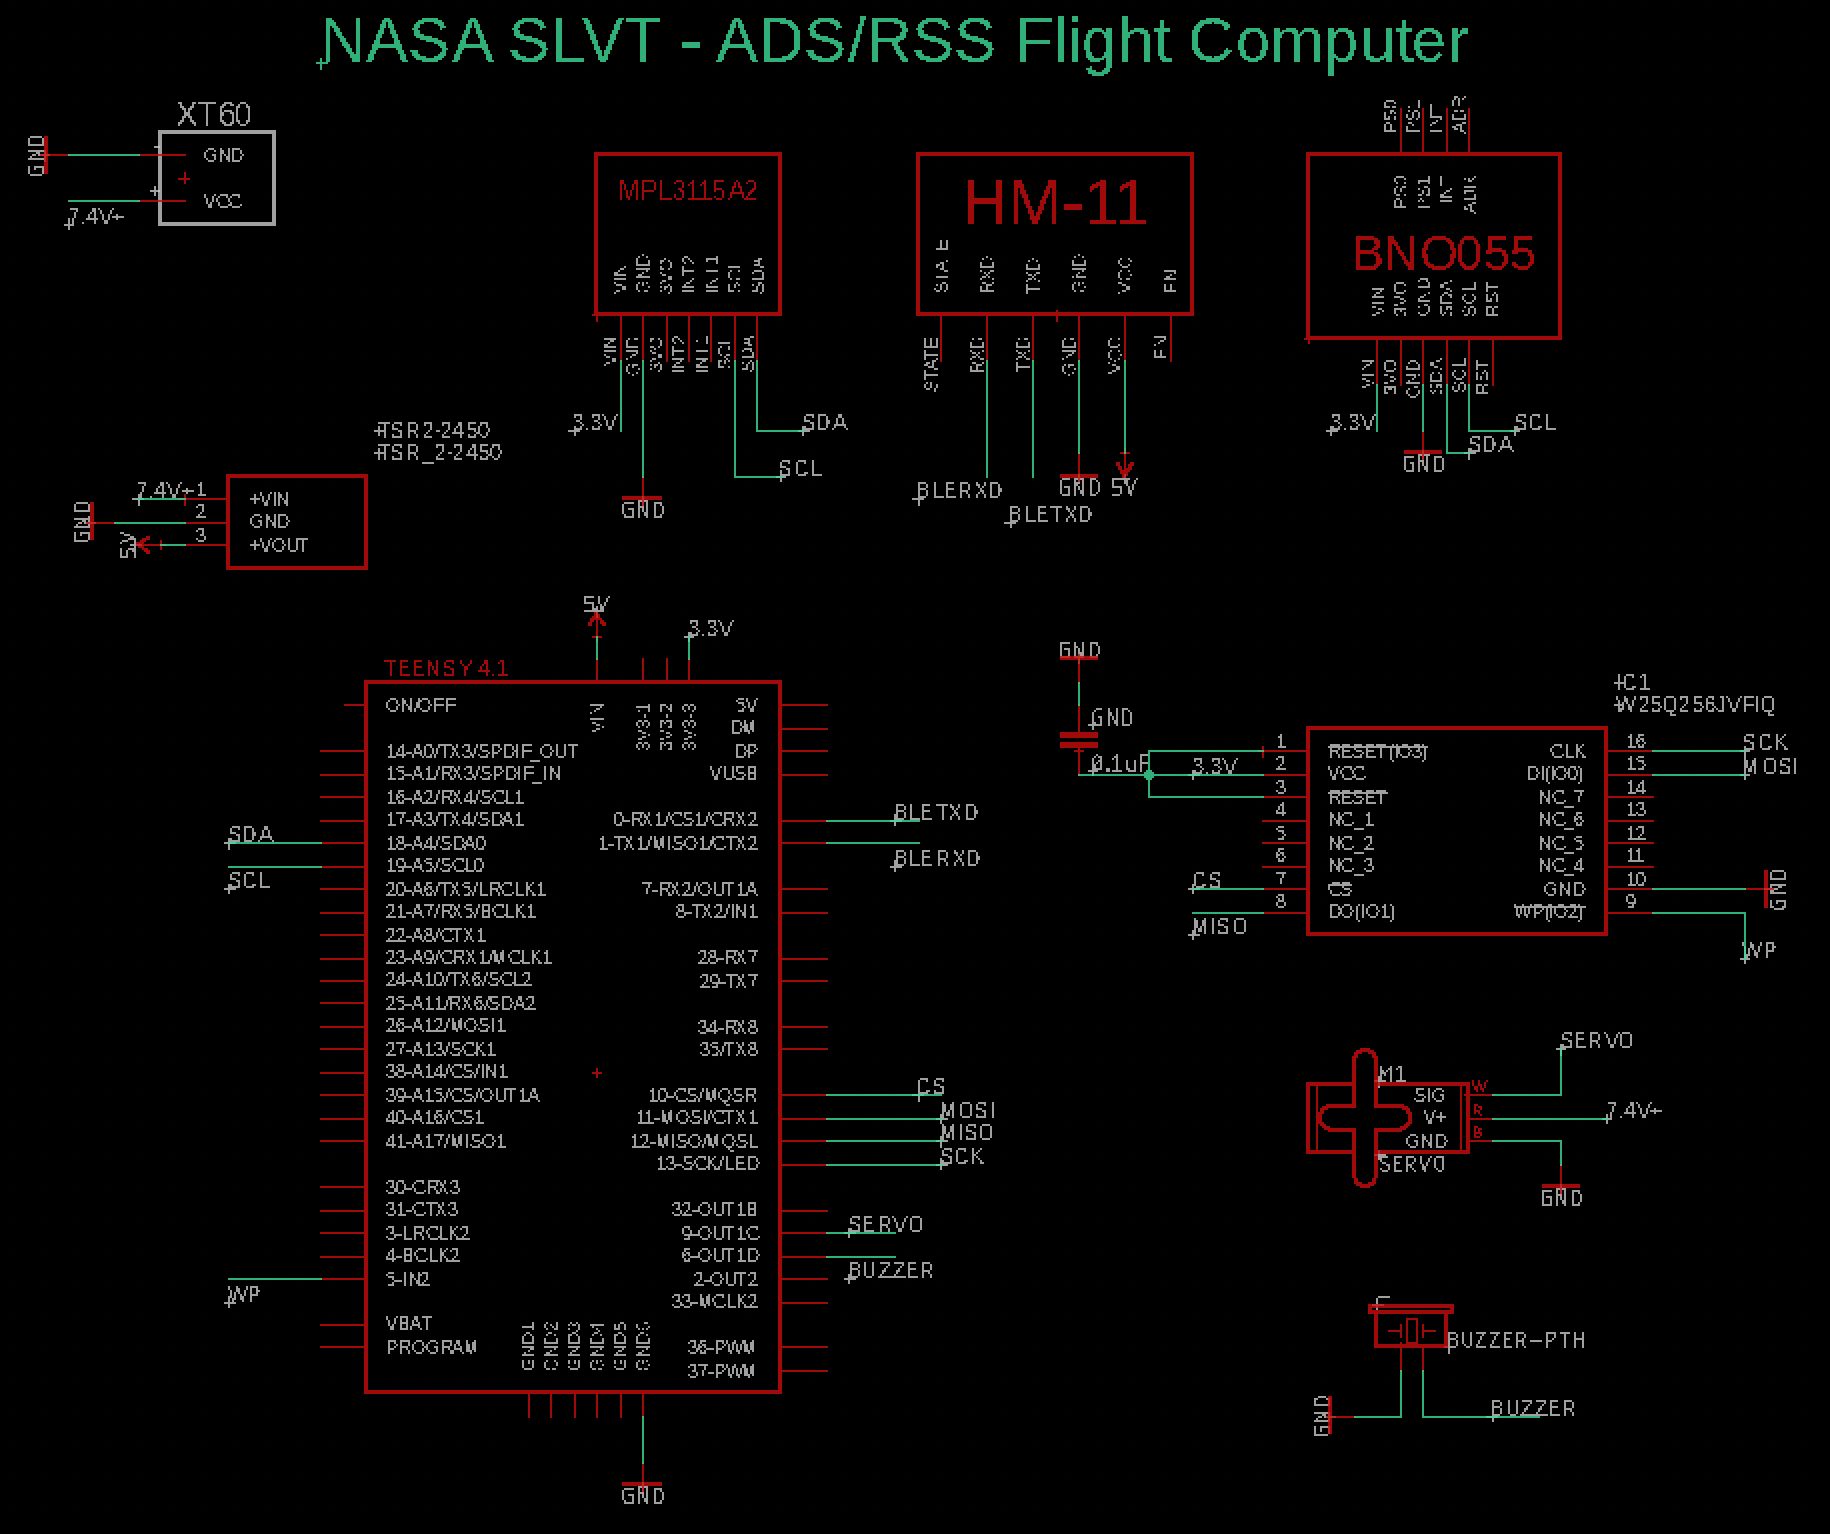 NASA SLVT - ADS/RSS Flight Computer
XT60
GND
GND
VCC
7.4V+
MPL3115A2
VIN
GND
3VO
INT2
INT1
SCL
SDA
VIN
GND
3VO
INT2
INT1
SCL
SDA
3.3V
SDA
SCL
GND
HM-11
STATE
RXD
TXD
GND
VCC
EN
STATE
RXD
TXD
GND
VCC
EN
BLERXD
BLETXD
GND
5V
PS0
PS1
INT
ADR
PS0
PS1
INT
ADR
BNO055
VIN
3VO
GND
SDA
SCL
RST
VIN
3VO
GND
SDA
SCL
RST
3.3V
GND
SDA
SCL
TSR2-2450
TSR_2-2450
7.4V+
1
+VIN
GND
2
GND
5V
3
+VOUT
5V
3.3V
TEENSY 4.1
ON/OFF
VIN
3V3-1
3V3-2
3V3-3
14-A0/TX3/SPDIF_OUT
15-A1/RX3/SPDIF_IN
16-A2/RX4/SCL1
17-A3/TX4/SDA1
SDA
18-A4/SDA0
19-A5/SCL0
SCL
20-A6/TX5/LRCLK1
21-A7/RX5/BCLK1
22-A8/CTX1
23-A9/CRX1/MCLK1
24-A10/TX6/SCL2
25-A11/RX6/SDA2
26-A12/MOSI1
27-A13/SCK1
38-A14/CS/IN1
39-A15/CS/OUT1A
40-A16/CS1
41-A17/MISO1
30-CRX3
31-CTX3
3-LRCLK2
4-BCLK2
5-IN2
WP
VBAT
PROGRAM
GND1
GND2
GND3
GND4
GND5
GND6
GND
5V
DM
DP
VUSB
0-RX1/CS1/CRX2
BLETXD
1-TX1/MISO1/CTX2
BLERXD
7-RX2/OUT1A
8-TX2/IN1
28-RX7
29-TX7
34-RX8
35/TX8
10-CS/MQSR
CS
11-MOSI/CTX1
MOSI
12-MISO/MQSL
MISO
13-SCK/LED
SCK
32-OUT1B
9-OUT1C
SERVO
6-OUT1D
BUZZER
2-OUT2
33-MCLK2
36-PWM
37-PWM
GND
GND
0.1uF
3.3V
IC1
W25Q256JVFIQ
1
RESET(IO3)
2
VCC
3
RESET
4
NC_1
5
NC_2
6
NC_3
CS
7
CS
8
DO(IO1)
MISO
CLK
16
SCK
DI(IO0)
15
MOSI
NC_7
14
NC_6
13
NC_5
12
NC_4
11
GND
10
GND
WP(IO2)
9
WP
M1
SIG
W
SERVO
V+
R
7.4V+
GND
B
SERVO
GND
BUZZER-PTH
GND
BUZZER